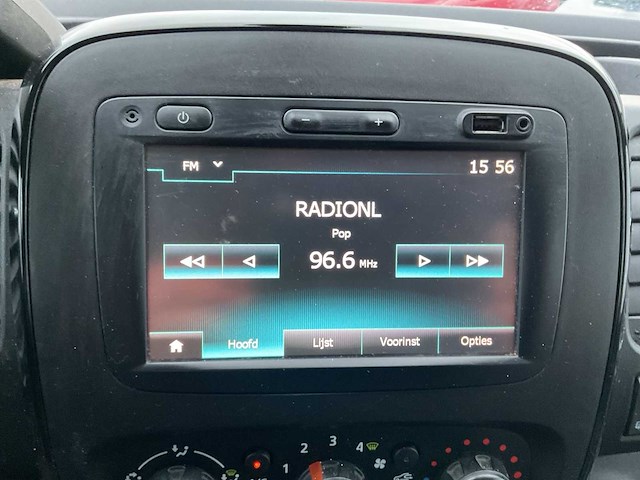 FM 15 56
RADIONL
Pop
96.6 MHz
Hoofd Lijst Voorinst Opties
1 2 3 4